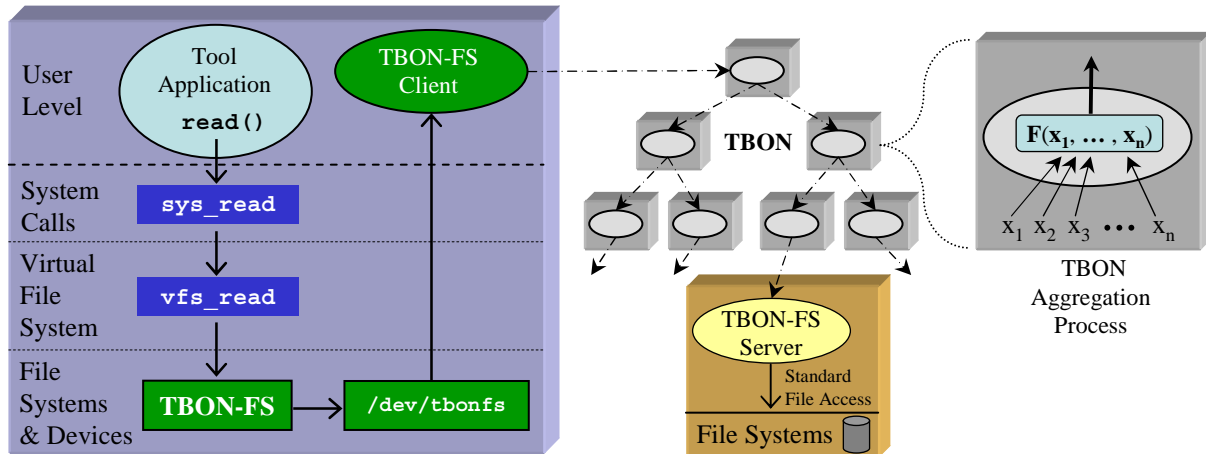 User
Level
Tool
Application
read()
TBON-FS
Client
System
Calls
sys_read
Virtual
File
System
vfs_read
File
Systems
& Devices
TBON-FS
/dev/tbonfs
TBON
TBON-FS
Server
Standard
File Access
File Systems
F(x1, … , xn)
x1 x2 x3 ••• xn
TBON
Aggregation
Process